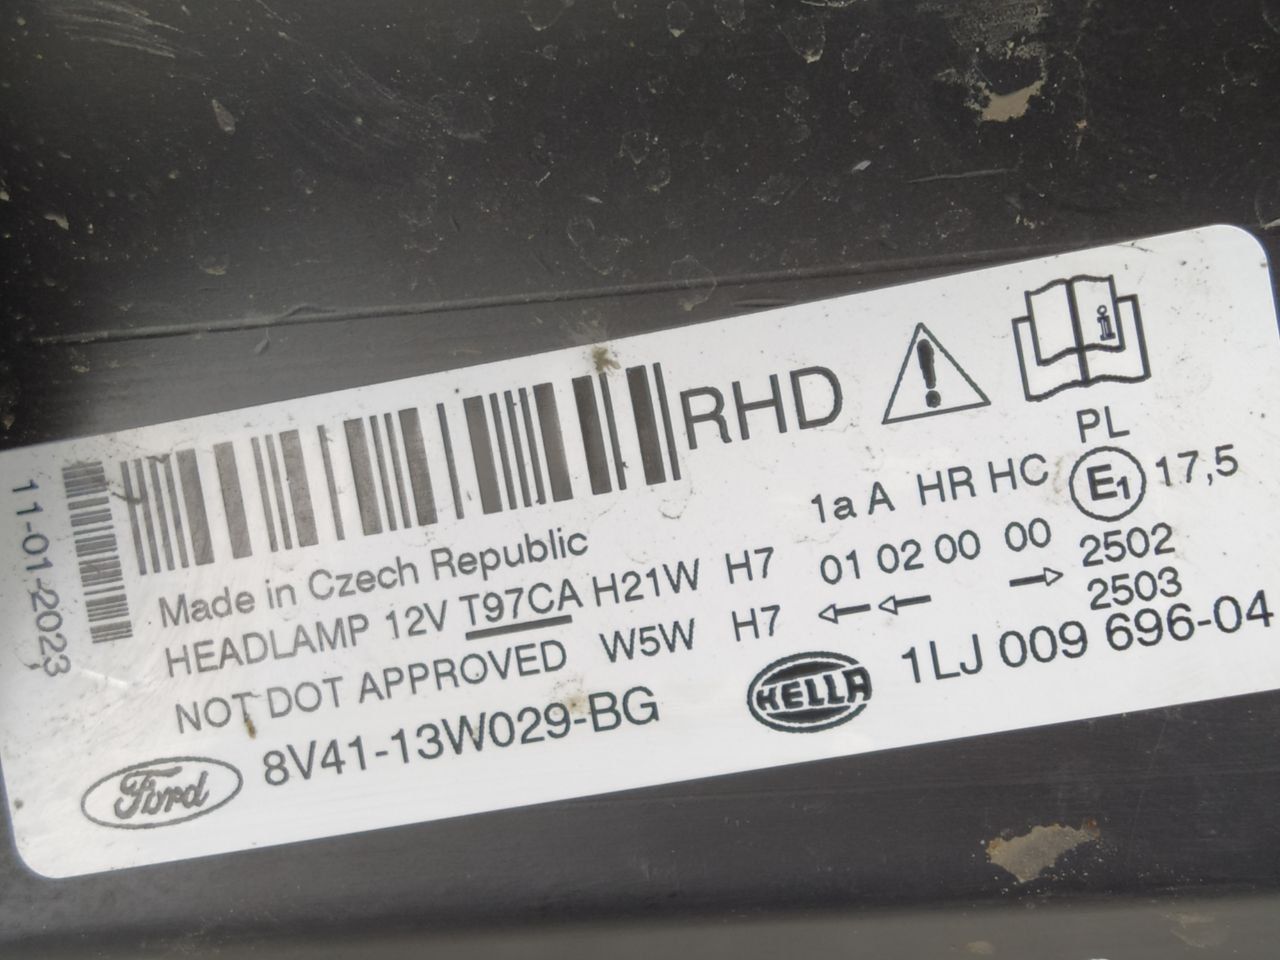 11-01-2023
RHD
PL
Made in Czech Republic
1a A HR HC E1 17,5
HEADLAMP 12V T97CA H21W H7 01 02 00 00 2502
NOT DOT APPROVED W5W H7 ←← → 2503
Ford 8V41-13W029-BG HELLA 1LJ 009 696-04